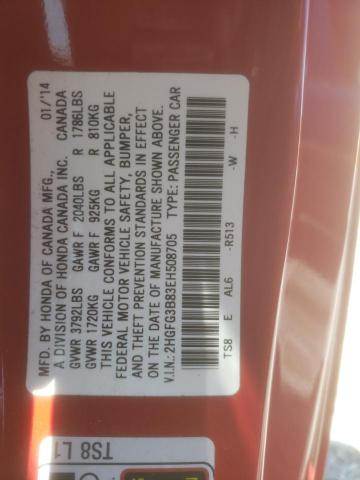 MFD. BY HONDA OF CANADA MFG., 01/'14
A DIVISION OF HONDA CANADA INC. CANADA
GVWR 3792LBS GAWR F 2040LBS R 1786LBS
GVWR 1720KG GAWR F 925KG R 810KG
THIS VEHICLE CONFORMS TO ALL APPLICABLE
FEDERAL MOTOR VEHICLE SAFETY, BUMPER,
AND THEFT PREVENTION STANDARDS IN EFFECT
ON THE DATE OF MANUFACTURE SHOWN ABOVE.
V.I.N.: 2HGFG3B83EH508705 TYPE: PASSENGER CAR
TS8 E AL6 -R513 -W -H
TS8 L1